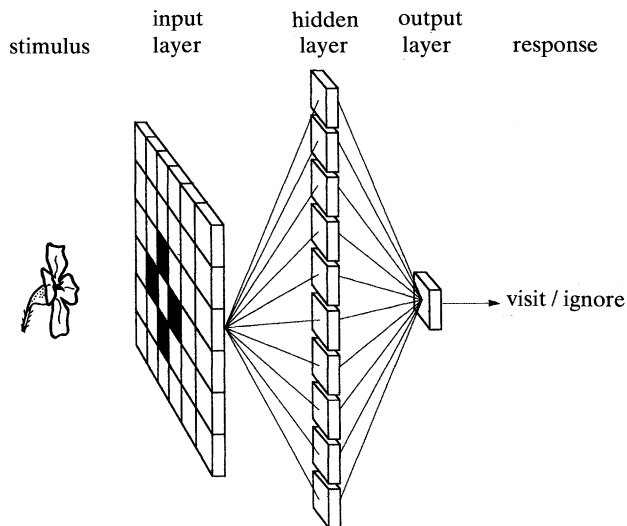 stimulus
input
layer
hidden
layer
output
layer
response
visit / ignore